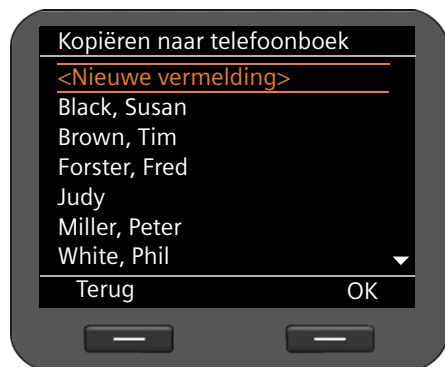 Kopiëren naar telefoonboek
<Nieuwe vermelding>
Black, Susan
Brown, Tim
Forster, Fred
Judy
Miller, Peter
White, Phil
Terug OK